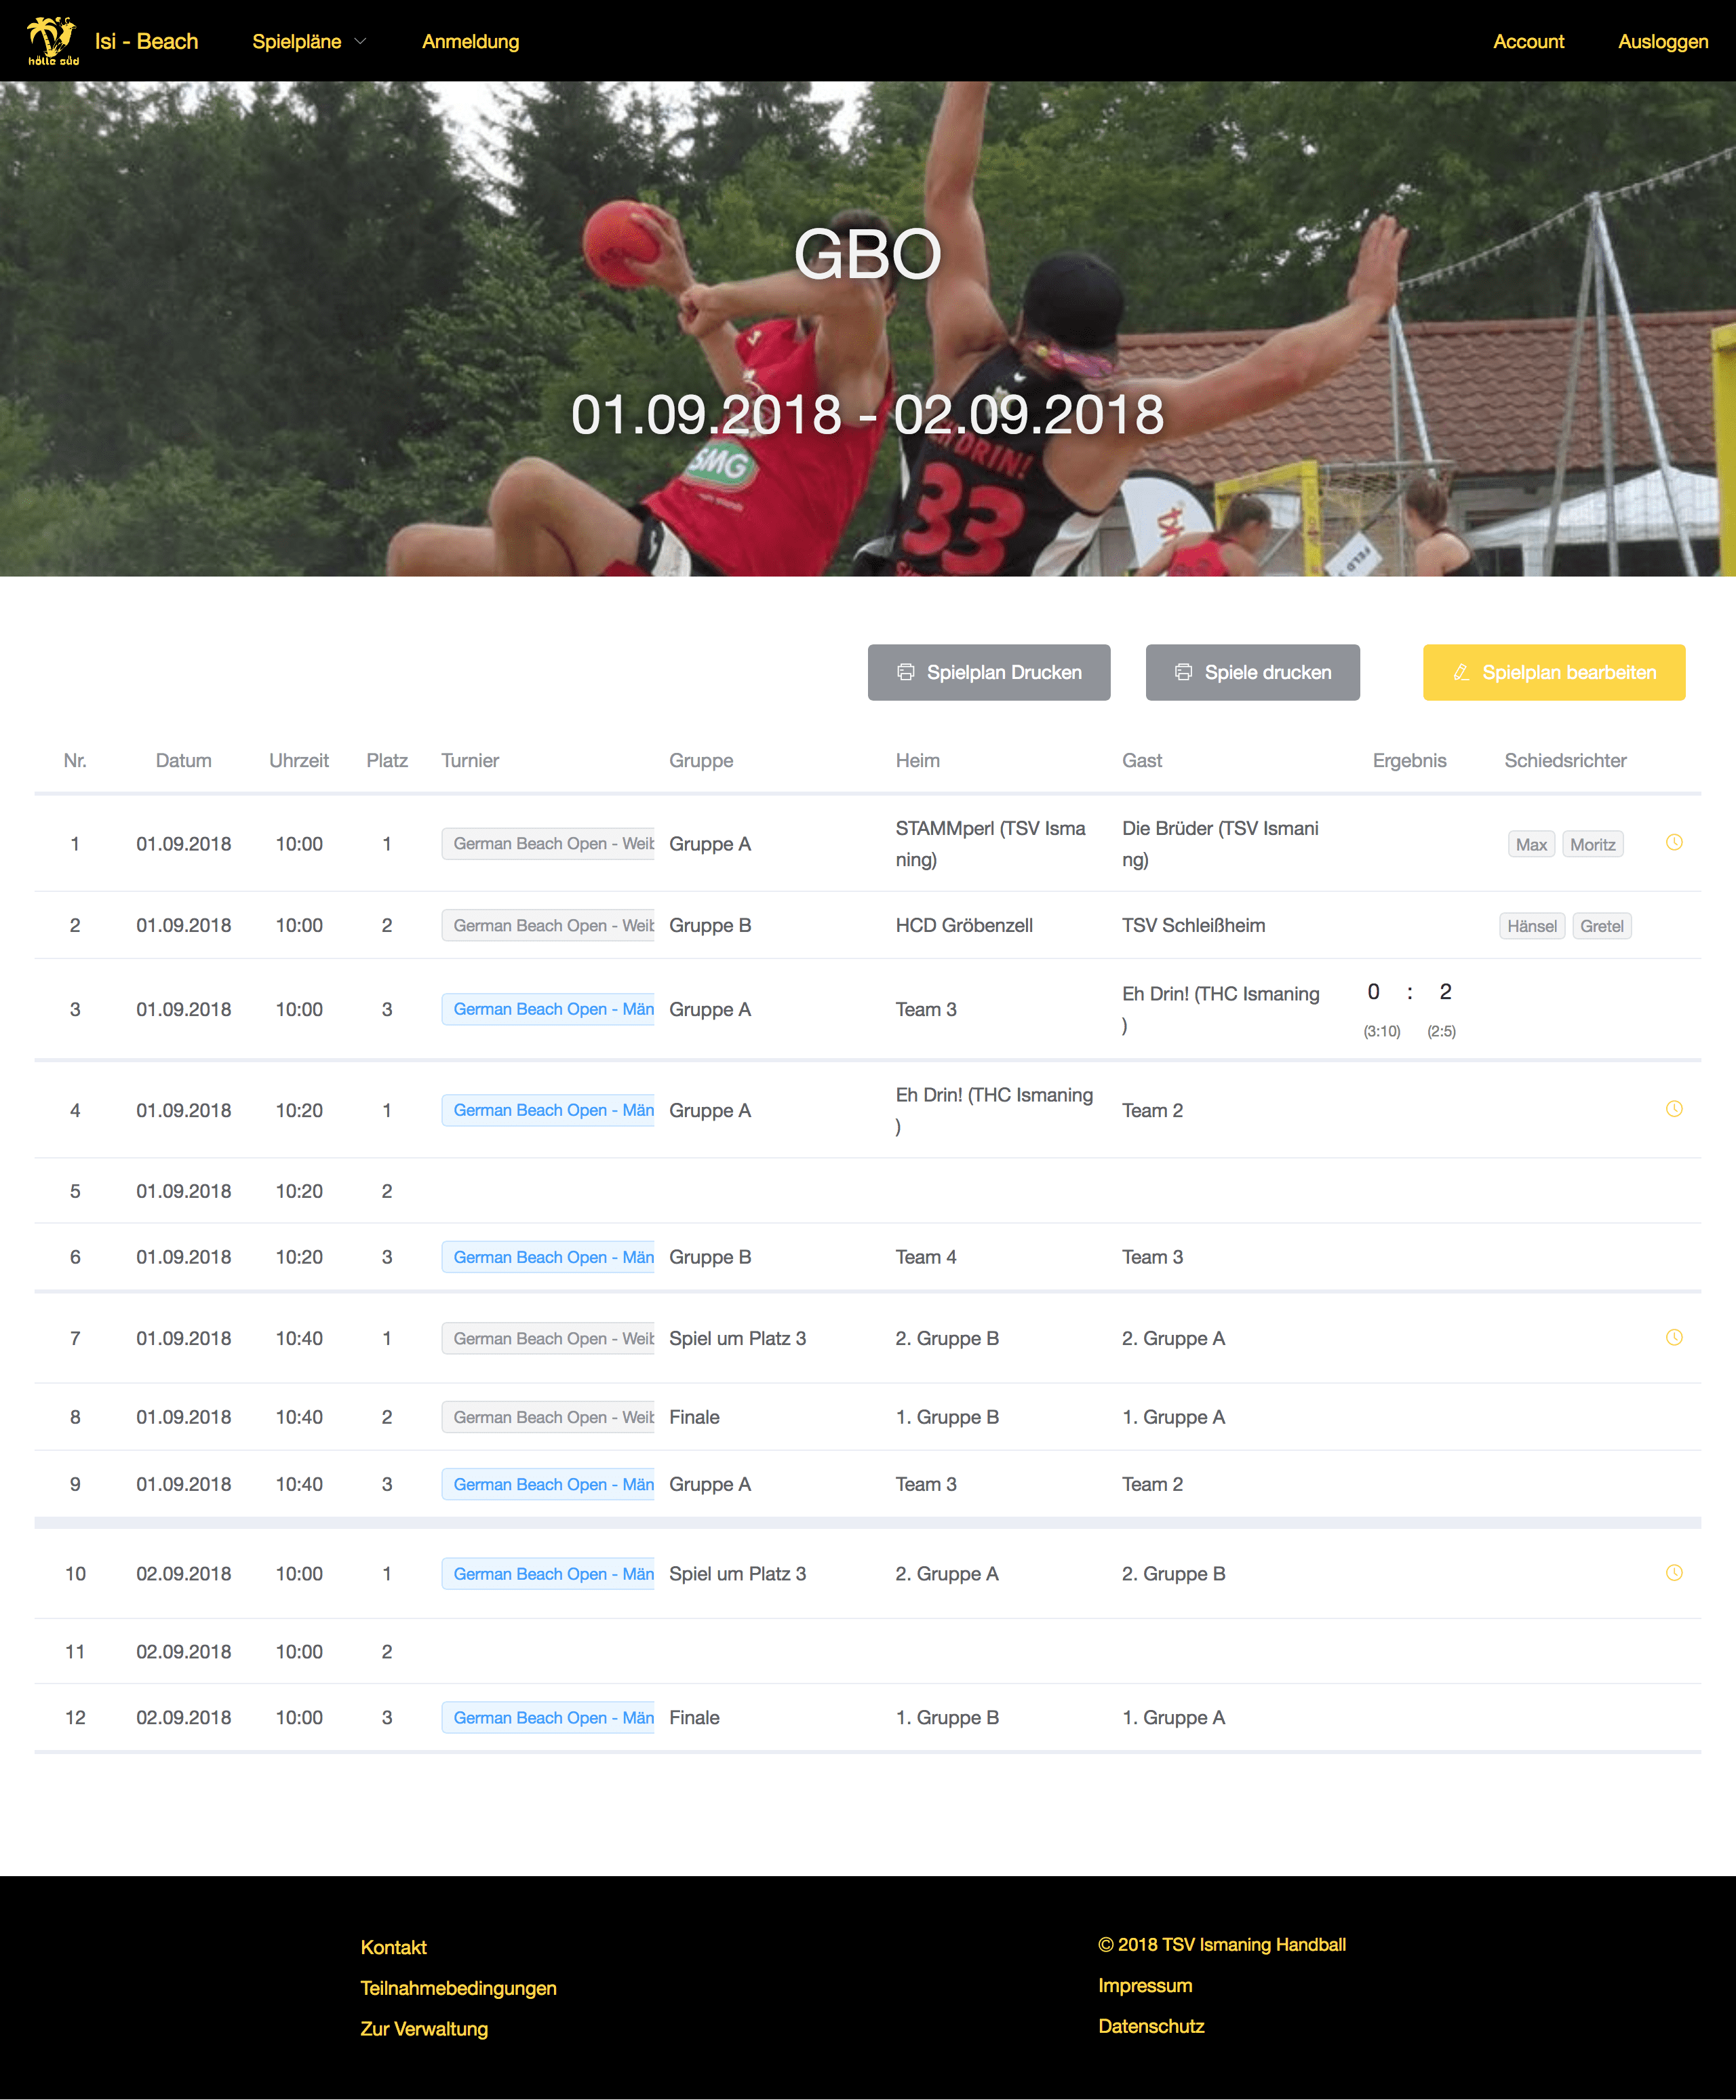 hölle süd
Isi - Beach Spielpläne Anmeldung Account Ausloggen
GBO
01.09.2018 - 02.09.2018
SMG
DRIN!
33
Spielplan Drucken Spiele drucken Spielplan bearbeiten
Nr. Datum Uhrzeit Platz Turnier Gruppe Heim Gast Ergebnis Schiedsrichter
1 01.09.2018 10:00 1 German Beach Open - Weib Gruppe A STAMMperl (TSV Isma Die Brüder (TSV Ismani Max Moritz
ning) ng)
2 01.09.2018 10:00 2 German Beach Open - Weib Gruppe B HCD Gröbenzell TSV Schleißheim Hänsel Gretel
3 01.09.2018 10:00 3 German Beach Open - Män Gruppe A Team 3 Eh Drin! (THC Ismaning 0 : 2
) (3:10) (2:5)
4 01.09.2018 10:20 1 German Beach Open - Män Gruppe A Eh Drin! (THC Ismaning Team 2
)
5 01.09.2018 10:20 2
6 01.09.2018 10:20 3 German Beach Open - Män Gruppe B Team 4 Team 3
7 01.09.2018 10:40 1 German Beach Open - Weib Spiel um Platz 3 2. Gruppe B 2. Gruppe A
8 01.09.2018 10:40 2 German Beach Open - Weib Finale 1. Gruppe B 1. Gruppe A
9 01.09.2018 10:40 3 German Beach Open - Män Gruppe A Team 3 Team 2
10 02.09.2018 10:00 1 German Beach Open - Män Spiel um Platz 3 2. Gruppe A 2. Gruppe B
11 02.09.2018 10:00 2
12 02.09.2018 10:00 3 German Beach Open - Män Finale 1. Gruppe B 1. Gruppe A
Kontakt
Teilnahmebedingungen
Zur Verwaltung
© 2018 TSV Ismaning Handball
Impressum
Datenschutz